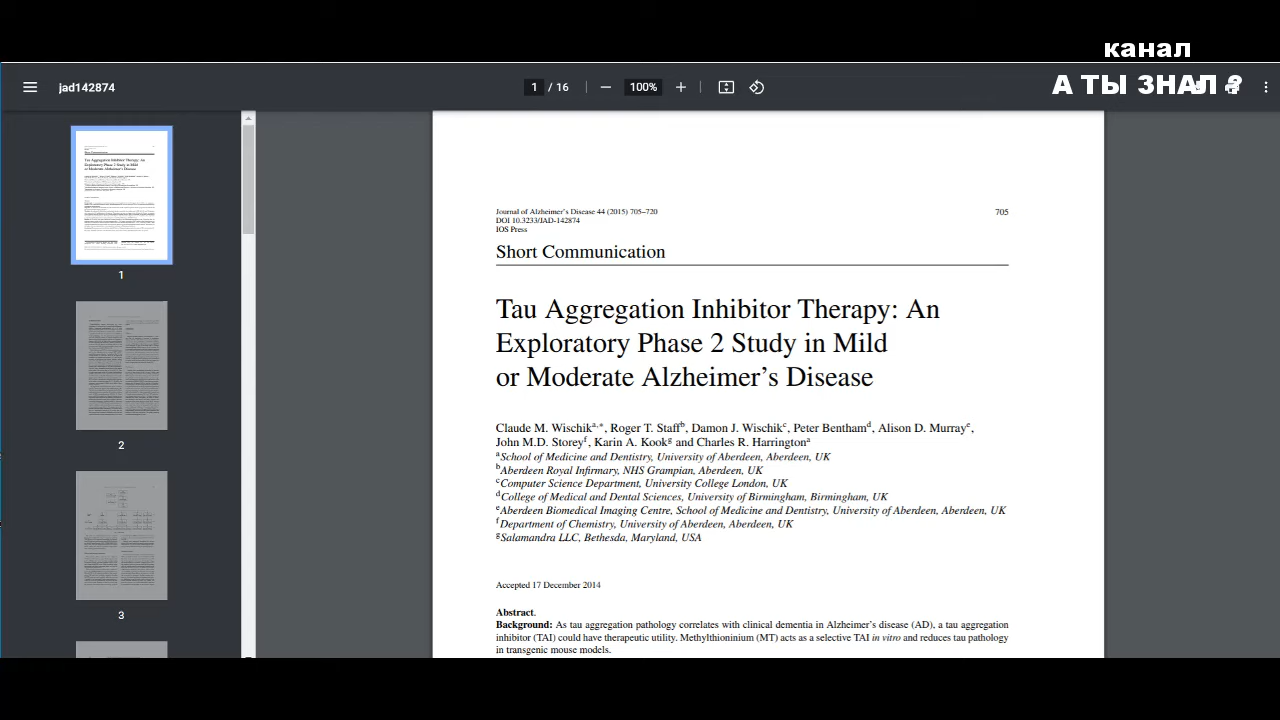 канал
А ТЫ ЗНАЛ ?
jad142874
1 / 16
100%
1
2
3
Journal of Alzheimer's Disease 44 (2015) 705–720
705
DOI 10.3233/JAD-142874
IOS Press
Short Communication
Tau Aggregation Inhibitor Therapy: An
Exploratory Phase 2 Study in Mild
or Moderate Alzheimer's Disease
Claude M. Wischika,*, Roger T. Staffb, Damon J. Wischikc, Peter Benthamd, Alison D. Murraye,
John M.D. Storeyf, Karin A. Kookg and Charles R. Harringtona
aSchool of Medicine and Dentistry, University of Aberdeen, Aberdeen, UK
bAberdeen Royal Infirmary, NHS Grampian, Aberdeen, UK
cComputer Science Department, University College London, UK
dCollege of Medical and Dental Sciences, University of Birmingham, Birmingham, UK
eAberdeen Biomedical Imaging Centre, School of Medicine and Dentistry, University of Aberdeen, Aberdeen, UK
fDepartment of Chemistry, University of Aberdeen, Aberdeen, UK
gSalamandra LLC, Bethesda, Maryland, USA
Accepted 17 December 2014
Abstract.
Background: As tau aggregation pathology correlates with clinical dementia in Alzheimer's disease (AD), a tau aggregation
inhibitor (TAI) could have therapeutic utility. Methylthioninium (MT) acts as a selective TAI in vitro and reduces tau pathology
in transgenic mouse models.